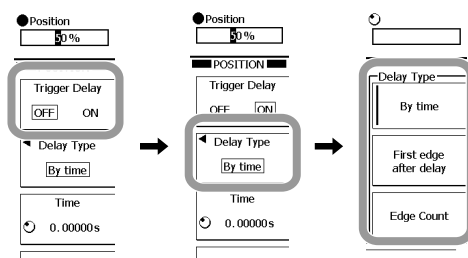 Position
50%
Trigger Delay
OFF ON
Delay Type
By time
Time
0.00000s
Position
50%
POSITION
Trigger Delay
OFF ON
Delay Type
By time
Time
0.00000s
Delay Type
By time
First edge
after delay
Edge Count